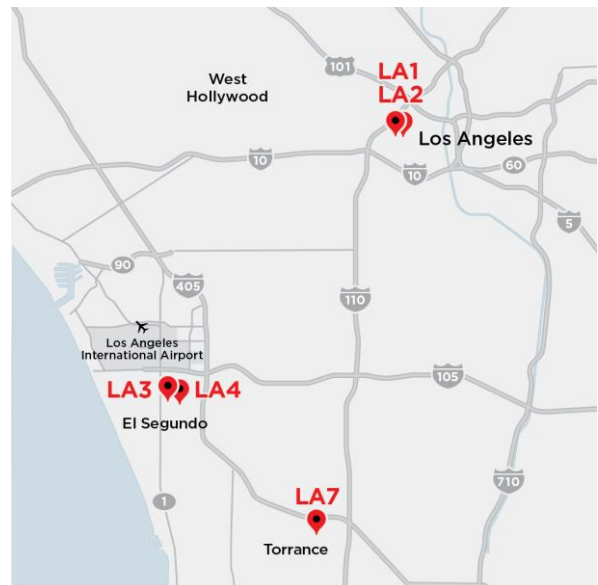 101
LA1
LA2
West
Hollywood
Los Angeles
10
10
60
5
90
405
110
Los Angeles
International Airport
105
LA3
LA4
El Segundo
710
1
LA7
Torrance